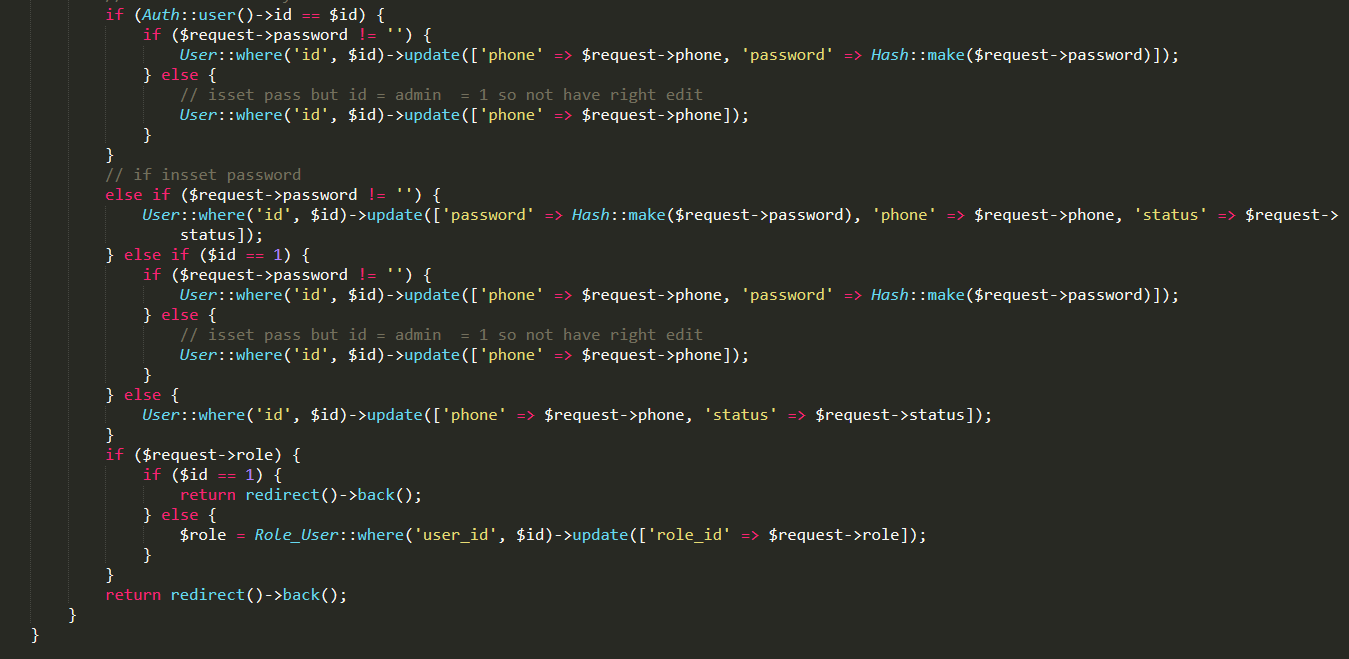 if (Auth::user()->id == $id) {
if ($request->password != '') {
User::where('id', $id)->update(['phone' => $request->phone, 'password' => Hash::make($request->password)]);
} else {
// isset pass but id = admin  = 1 so not have right edit
User::where('id', $id)->update(['phone' => $request->phone]);
}
}
// if insset password
else if ($request->password != '') {
User::where('id', $id)->update(['password' => Hash::make($request->password), 'phone' => $request->phone, 'status' => $request->
status]);
} else if ($id == 1) {
if ($request->password != '') {
User::where('id', $id)->update(['phone' => $request->phone, 'password' => Hash::make($request->password)]);
} else {
// isset pass but id = admin  = 1 so not have right edit
User::where('id', $id)->update(['phone' => $request->phone]);
}
} else {
User::where('id', $id)->update(['phone' => $request->phone, 'status' => $request->status]);
}
if ($request->role) {
if ($id == 1) {
return redirect()->back();
} else {
$role = Role_User::where('user_id', $id)->update(['role_id' => $request->role]);
}
}
return redirect()->back();
}
}